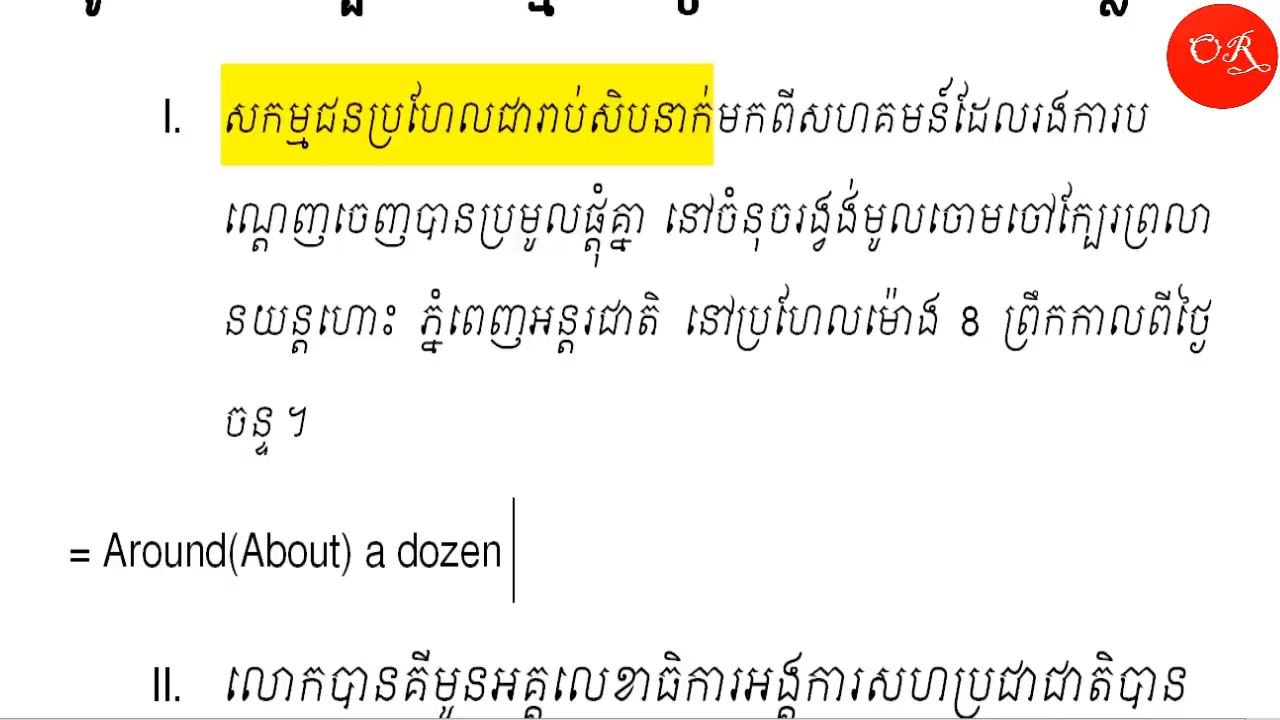 OR
I. សកម្មជនប្រហែលជារាប់សិបនាក់មកពីសហគមន៍ដែលរងការប
ណ្តេញចេញបានប្រមូលផ្តុំគ្នា នៅចំនុចរង្វង់មូលចោមចៅក្បែរព្រលា
នយន្តហោះ ភ្នំពេញអន្តរជាតិ នៅប្រហែលម៉ោង 8 ព្រឹកកាលពីថ្ងៃ
ចន្ទ ។
= Around(About) a dozen
II. លោកបានគីមូនអគ្គលេខាធិការអង្គការសហប្រជាជាតិបាន